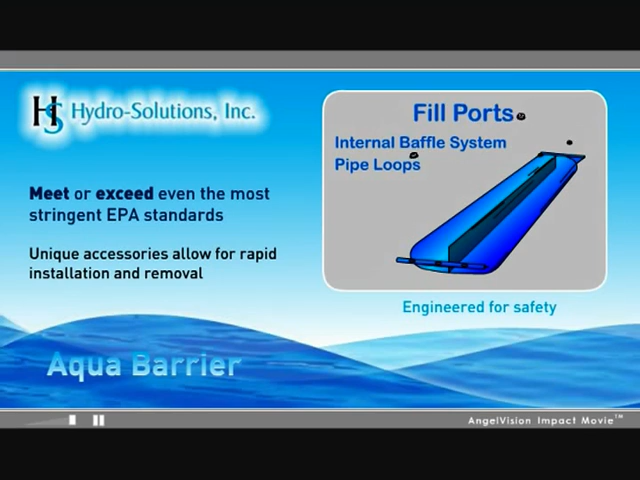 HS Hydro-Solutions, Inc.
Meet or exceed even the most
stringent EPA standards
Unique accessories allow for rapid
installation and removal
Fill Ports
Internal Baffle System
Pipe Loops
Engineered for safety
Aqua Barrier
AngelVision Impact Movie™